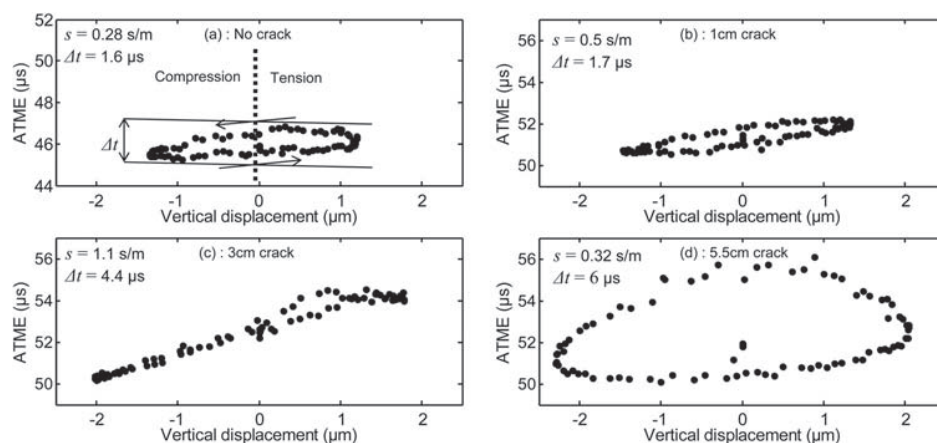 52
50
48
46
44
ATME (µs)
s = 0.28 s/m
Δt = 1.6 µs
(a) : No crack
Compression
Tension
Δt
-2 -1 0 1 2
Vertical displacement (µm)
56
54
52
50
ATME (µs)
s = 0.5 s/m
Δt = 1.7 µs
(b) : 1cm crack
-2 -1 0 1 2
Vertical displacement (µm)
56
54
52
50
ATME (µs)
s = 1.1 s/m
Δt = 4.4 µs
(c) : 3cm crack
-2 -1 0 1 2
Vertical displacement (µm)
56
54
52
50
ATME (µs)
s = 0.32 s/m
Δt = 6 µs
(d) : 5.5cm crack
-2 -1 0 1 2
Vertical displacement (µm)